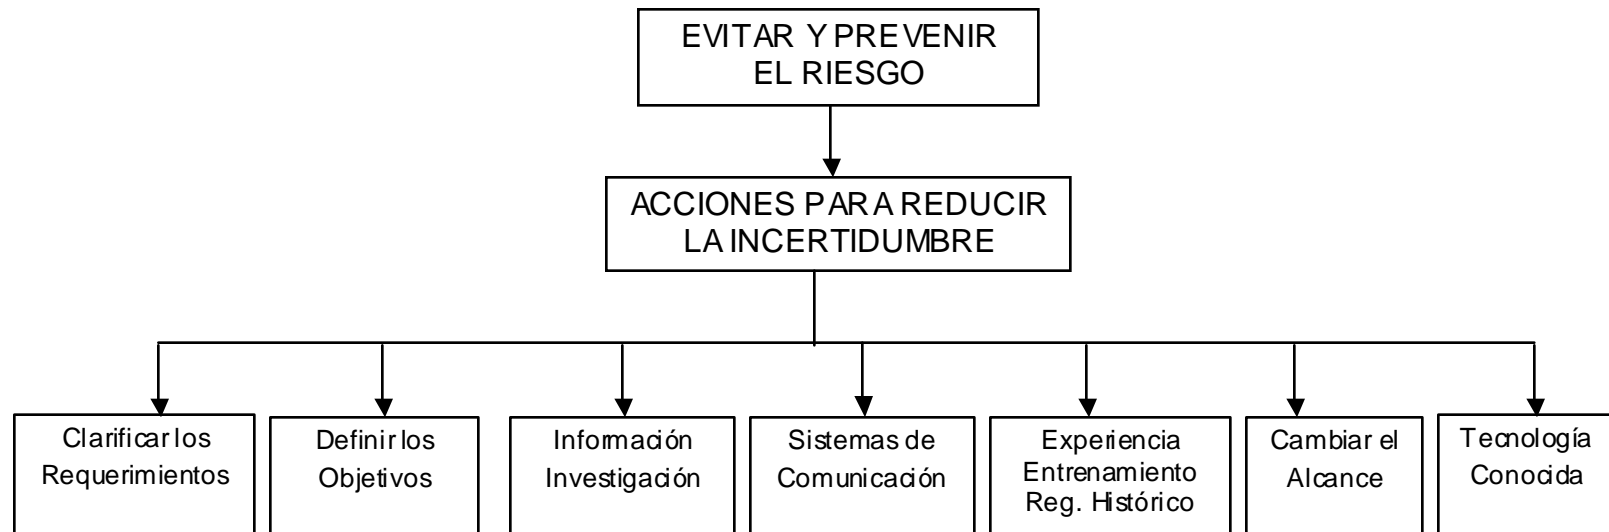 EVITAR Y PREVENIR
EL RIESGO
ACCIONES PARA REDUCIR
LA INCERTIDUMBRE
Clarificar los
Requerimientos
Definir los
Objetivos
Información
Investigación
Sistemas de
Comunicación
Experiencia
Entrenamiento
Reg. Histórico
Cambiar el
Alcance
Tecnología
Conocida